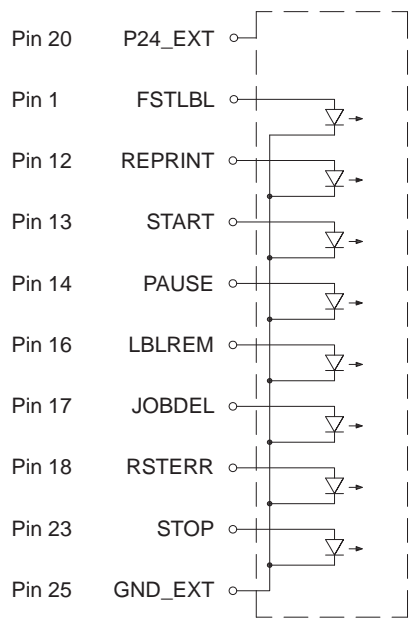 Pin 20 P24_EXT
Pin 1 FSTLBL
Pin 12 REPRINT
Pin 13 START
Pin 14 PAUSE
Pin 16 LBLREM
Pin 17 JOBDEL
Pin 18 RSTERR
Pin 23 STOP
Pin 25 GND_EXT